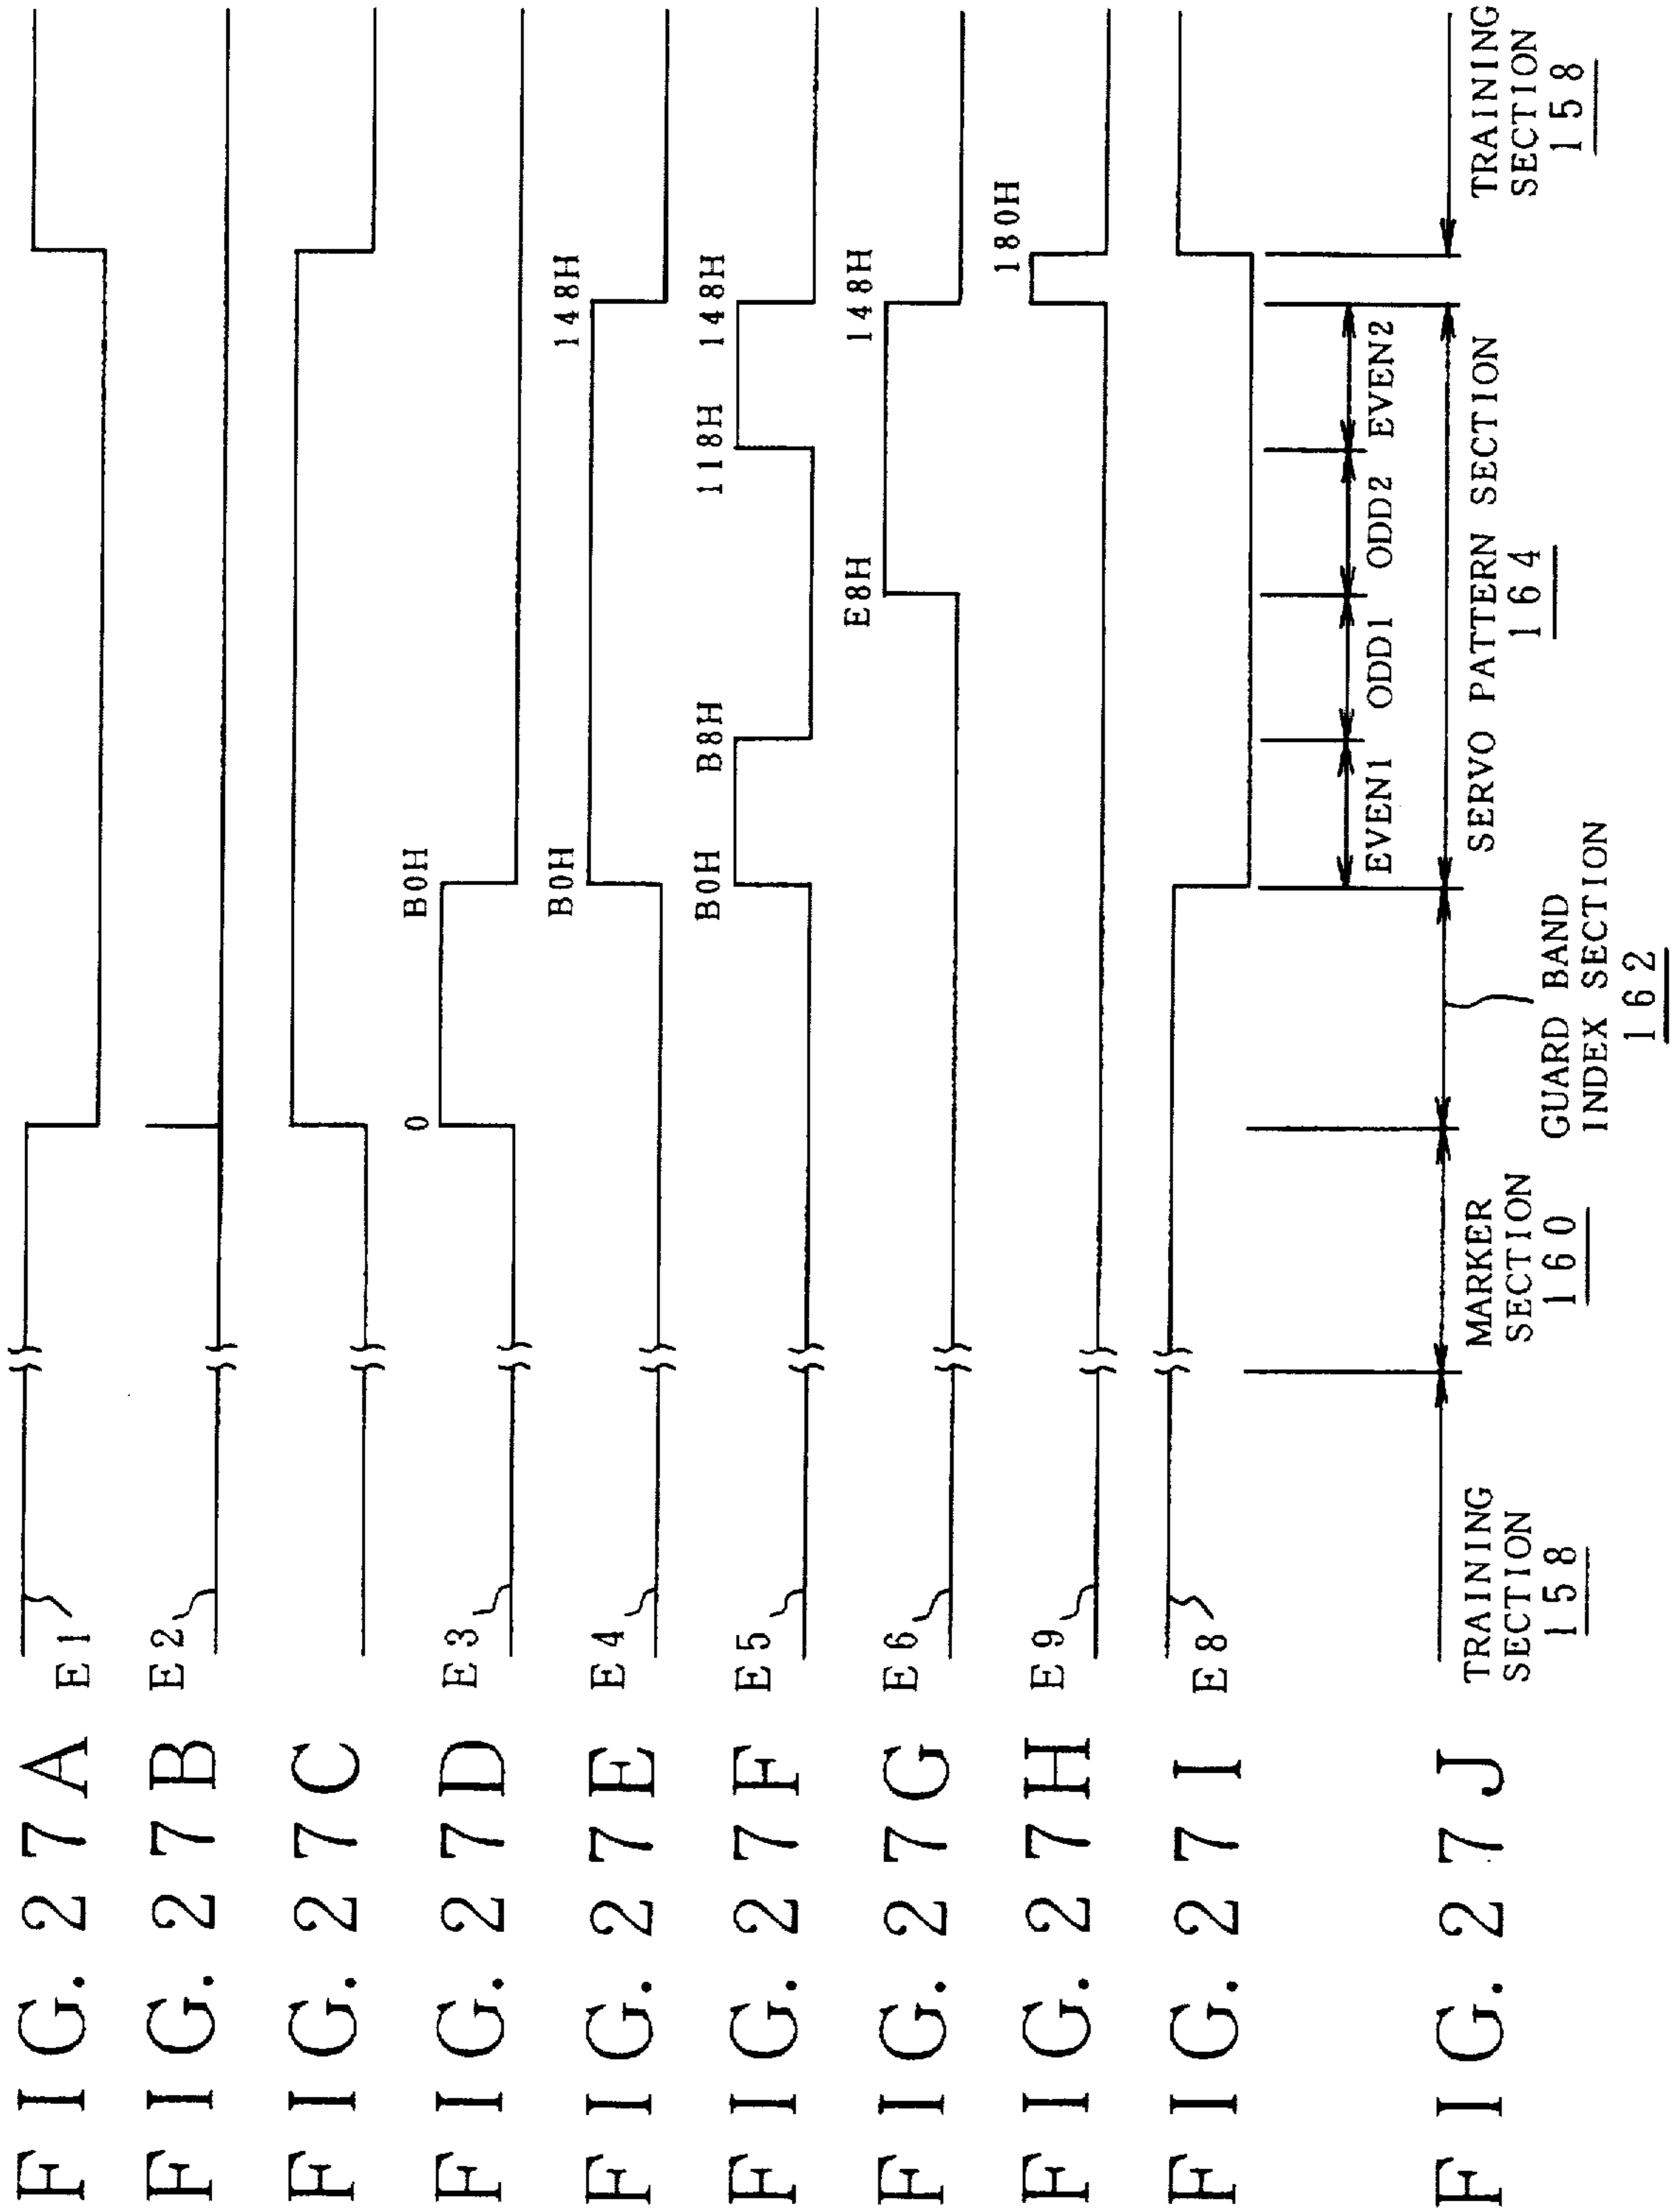 FIG. 27A
E1
FIG. 27B
E2
FIG. 27C
FIG. 27D
E3
0
B0H
FIG. 27E
E4
B0H
148H
FIG. 27F
E5
B0H
B8H
118H
148H
FIG. 27G
E6
E8H
148H
FIG. 27H
E9
180H
FIG. 27I
E8
EVEN1
ODD1
ODD2
EVEN2
FIG. 27J
TRAINING
SECTION
158
MARKER
SECTION
160
GUARD BAND
INDEX SECTION
162
SERVO PATTERN SECTION
164
TRAINING
SECTION
158